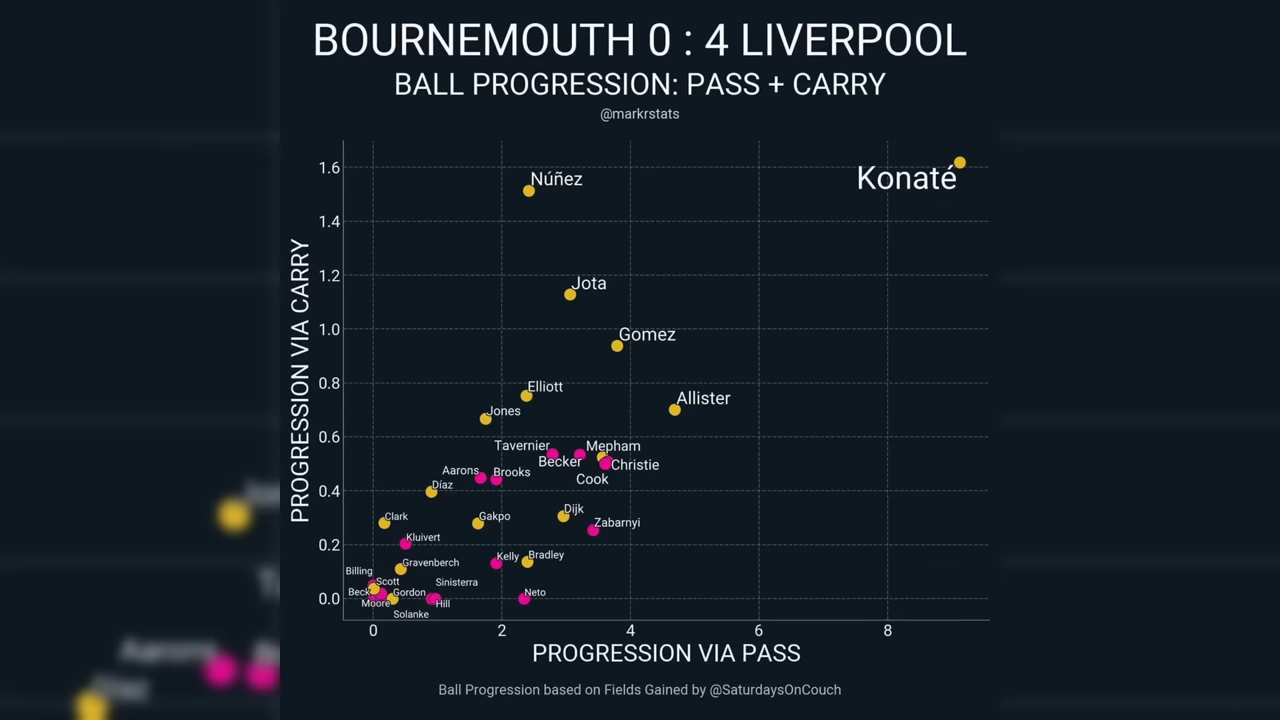 BOURNEMOUTH 0 : 4 LIVERPOOL
BALL PROGRESSION: PASS + CARRY
@markrstats
PROGRESSION VIA CARRY
1.6
1.4
1.2
1.0
0.8
0.6
0.4
0.2
0.0
Konaté
Núñez
Jota
Gomez
Elliott
Allister
Jones
Tavernier
Mepham
Becker
Christie
Aarons
Brooks
Cook
Díaz
Dijk
Clark
Gakpo
Zabarnyi
Kluivert
Kelly
Bradley
Gravenberch
Billing
Scott
Sinisterra
Beck
Gordon
Neto
Moore
Hill
Solanke
0
2
4
6
8
PROGRESSION VIA PASS
Ball Progression based on Fields Gained by @SaturdaysOnCouch
Aarons